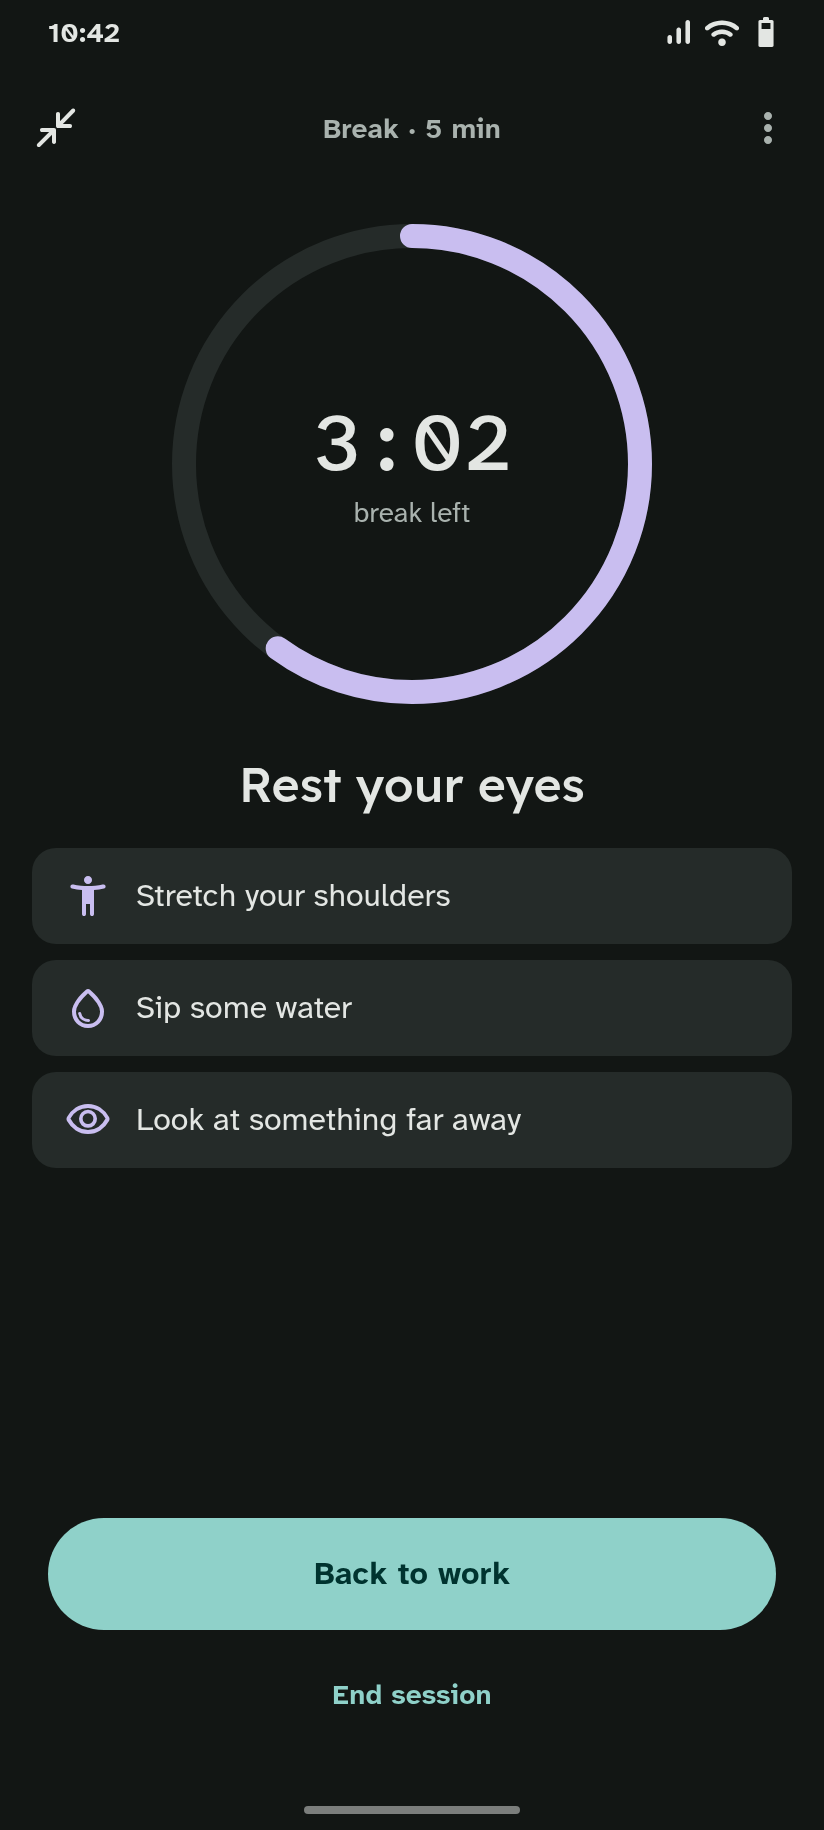 10:42
Break · 5 min
3:02
break left
Rest your eyes
Stretch your shoulders
Sip some water
Look at something far away
Back to work
End session